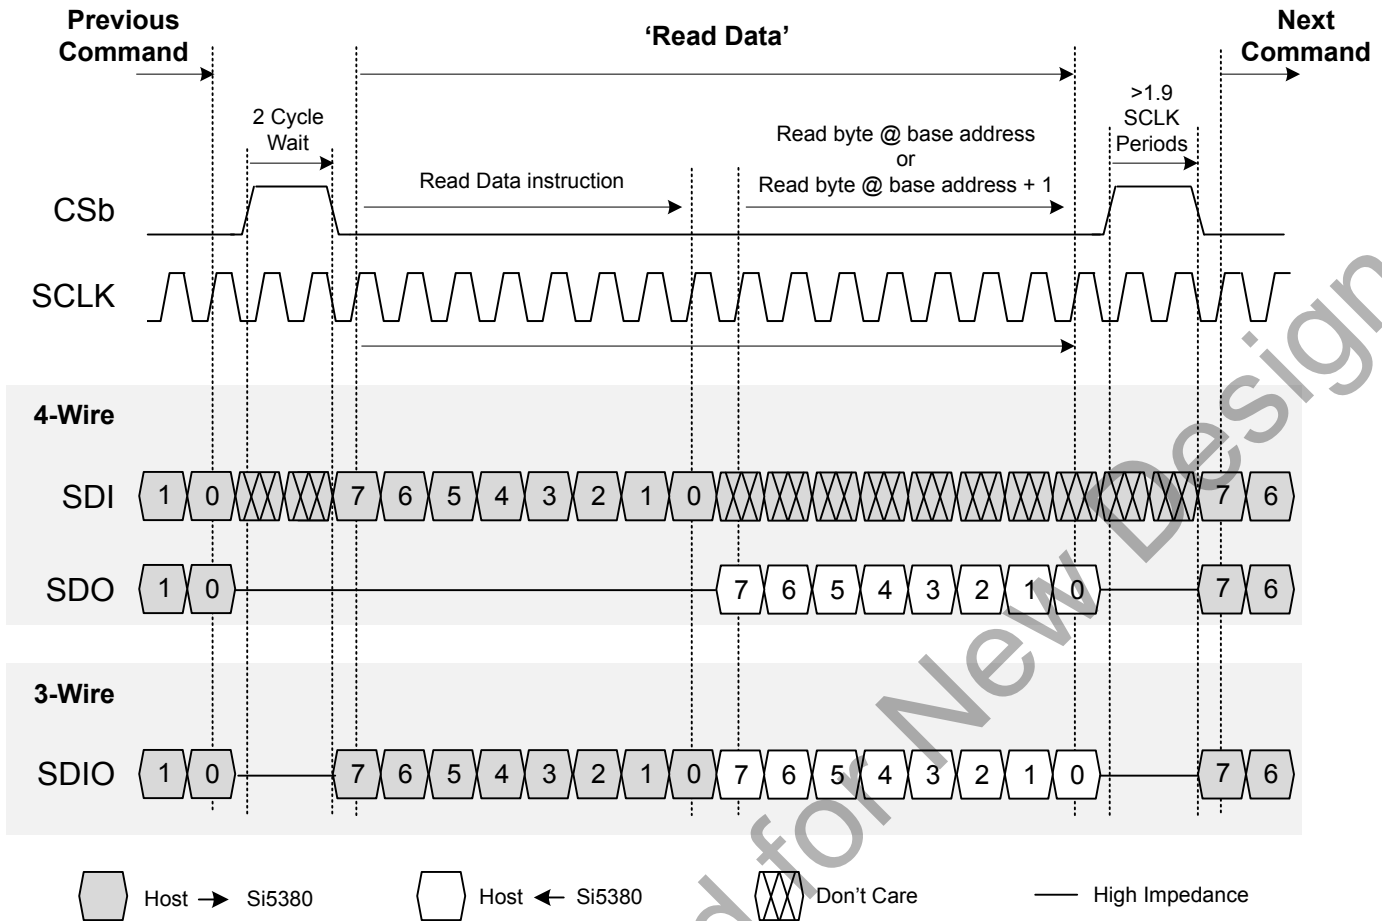 Previous
Command
‘Read Data’
Next
Command
2 Cycle
Wait
>1.9
SCLK
Periods
Read Data instruction
Read byte @ base address
or
Read byte @ base address + 1
CSb
SCLK
4-Wire
SDI 1 0 7 6 5 4 3 2 1 0 7 6
SDO 1 0 7 6 5 4 3 2 1 0 7 6
3-Wire
SDIO 1 0 7 6 5 4 3 2 1 0 7 6 5 4 3 2 1 0 7 6
Host → Si5380
Host ← Si5380
Don’t Care
High Impedance
d for New Design